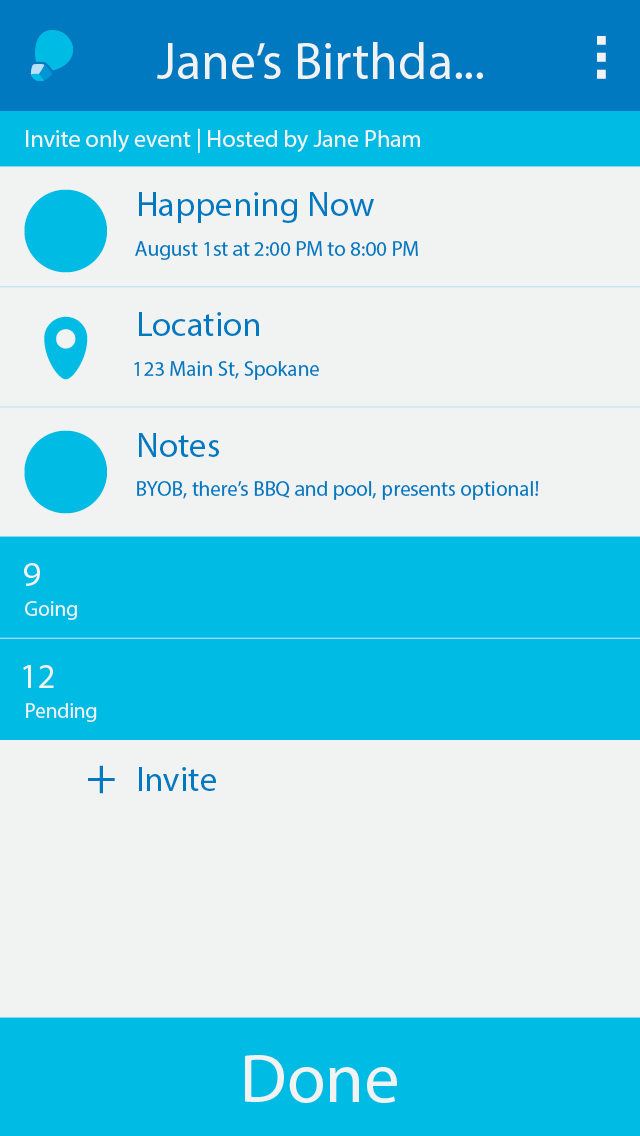 Jane’s Birthda...
Invite only event | Hosted by Jane Pham
Happening Now
August 1st at 2:00 PM to 8:00 PM
Location
123 Main St, Spokane
Notes
BYOB, there’s BBQ and pool, presents optional!
9
Going
12
Pending
+ Invite
Done